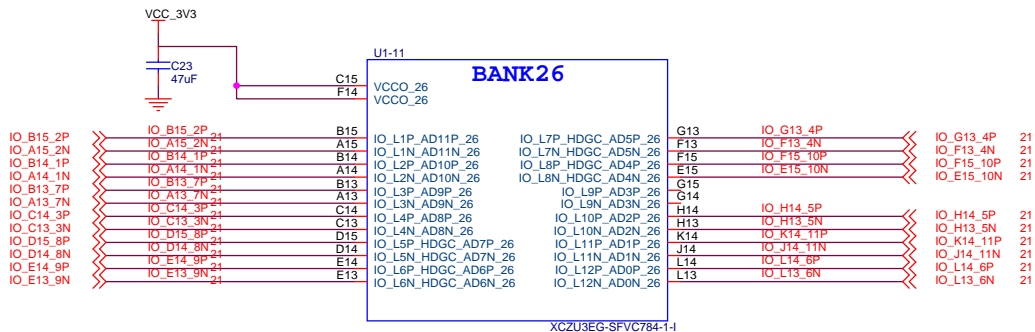 VCC_3V3
C23
47uF
U1-11
BANK26
C15 VCCO_26
F14 VCCO_26
IO_B15_2P IO_B15_2P 21 B15 IO_L1P_AD11P_26 IO_L7P_HDGC_AD5P_26 G13 IO_G13_4P IO_G13_4P 21
IO_A15_2N IO_A15_2N 21 A15 IO_L1N_AD11N_26 IO_L7N_HDGC_AD5N_26 F13 IO_F13_4N IO_F13_4N 21
IO_B14_1P IO_B14_1P 21 B14 IO_L2P_AD10P_26 IO_L8P_HDGC_AD4P_26 F15 IO_F15_10P IO_F15_10P 21
IO_A14_1N IO_A14_1N 21 A14 IO_L2N_AD10N_26 IO_L8N_HDGC_AD4N_26 E15 IO_E15_10N IO_E15_10N 21
IO_B13_7P IO_B13_7P 21 B13 IO_L3P_AD9P_26 IO_L9P_AD3P_26 G15
IO_A13_7N IO_A13_7N 21 A13 IO_L3N_AD9N_26 IO_L9N_AD3N_26 G14
IO_C14_3P IO_C14_3P 21 C14 IO_L4P_AD8P_26 IO_L10P_AD2P_26 H14 IO_H14_5P IO_H14_5P 21
IO_C13_3N IO_C13_3N 21 C13 IO_L4N_AD8N_26 IO_L10N_AD2N_26 H13 IO_H13_5N IO_H13_5N 21
IO_D15_8P IO_D15_8P 21 D15 IO_L5P_HDGC_AD7P_26 IO_L11P_AD1P_26 K14 IO_K14_11P IO_K14_11P 21
IO_D14_8N IO_D14_8N 21 D14 IO_L5N_HDGC_AD7N_26 IO_L11N_AD1N_26 J14 IO_J14_11N IO_J14_11N 21
IO_E14_9P IO_E14_9P 21 E14 IO_L6P_HDGC_AD6P_26 IO_L12P_AD0P_26 L14 IO_L14_6P IO_L14_6P 21
IO_E13_9N IO_E13_9N 21 E13 IO_L6N_HDGC_AD6N_26 IO_L12N_AD0N_26 L13 IO_L13_6N IO_L13_6N 21
XCZU3EG-SFVC784-1-I